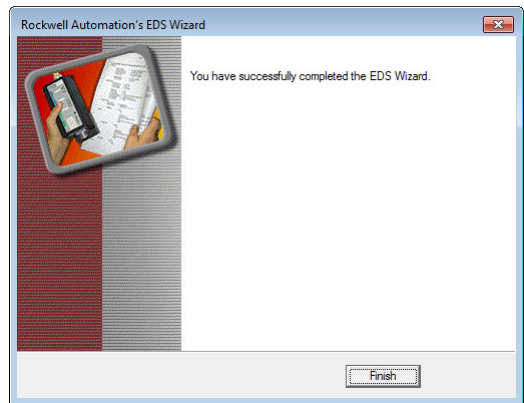 Rockwell Automation's EDS Wizard
You have successfully completed the EDS Wizard.
Finish